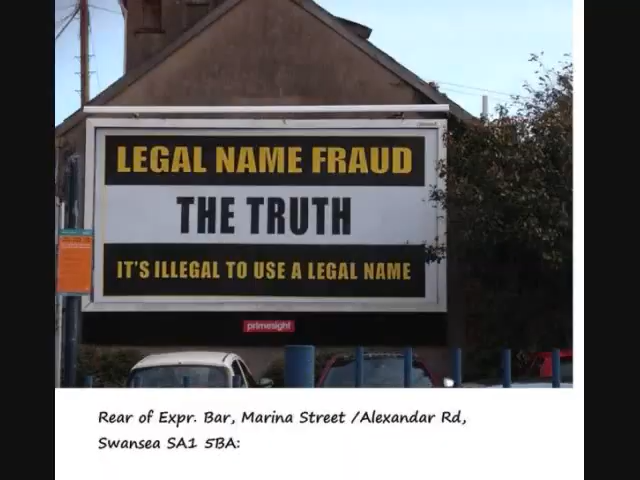 LEGAL NAME FRAUD
THE TRUTH
IT'S ILLEGAL TO USE A LEGAL NAME
primesight
Rear of Expr. Bar, Marina Street /Alexandar Rd,
Swansea SA1 5BA: